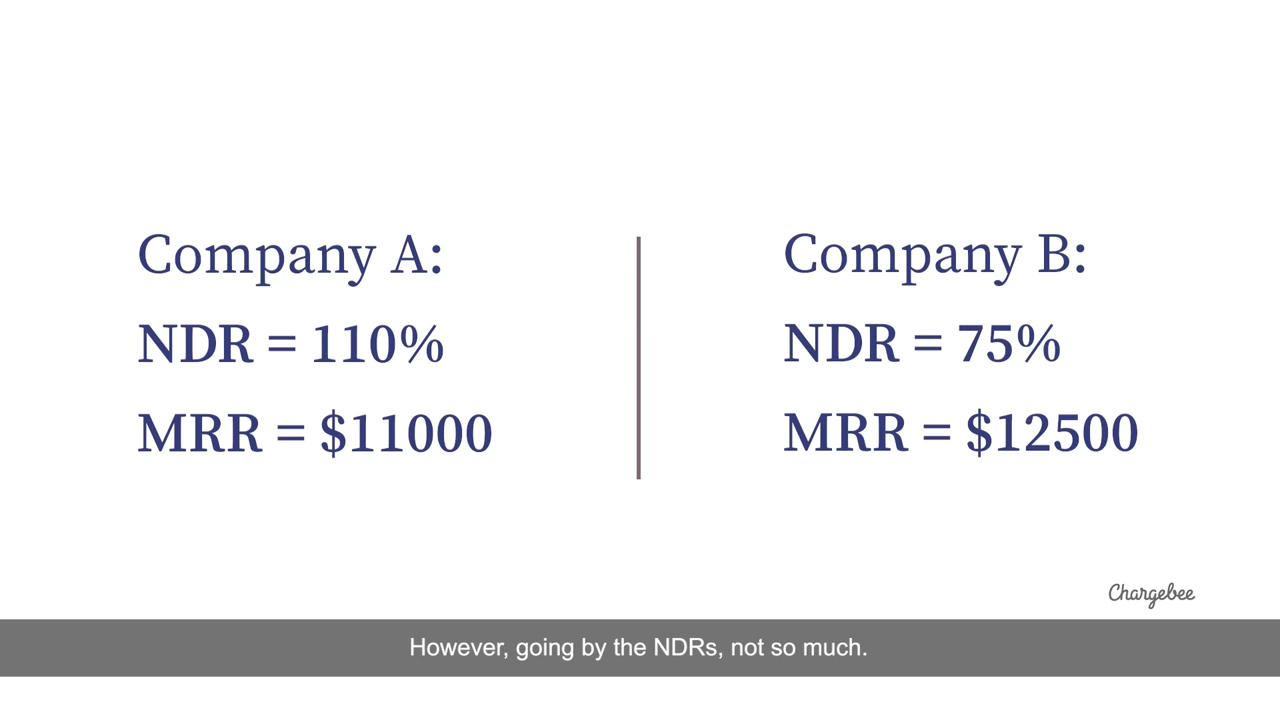 Company A:
NDR = 110%
MRR = $11000
Company B:
NDR = 75%
MRR = $12500
Chargebee
However, going by the NDRs, not so much.